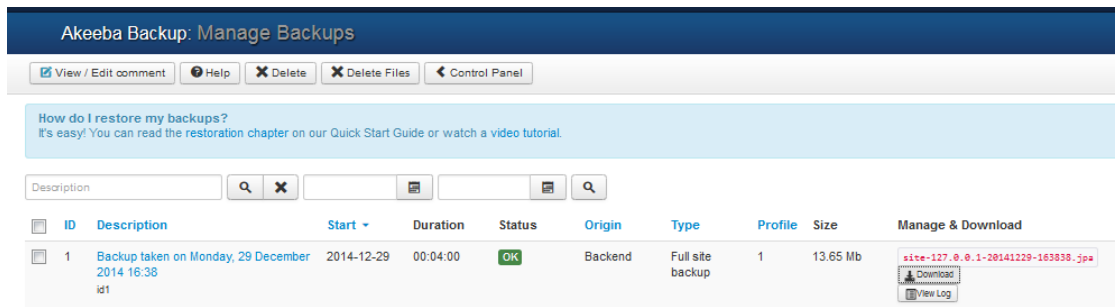 Akeeba Backup: Manage Backups
View / Edit comment Help Delete Delete Files Control Panel
How do I restore my backups?
It's easy! You can read the restoration chapter on our Quick Start Guide or watch a video tutorial.
Description
ID Description Start Duration Status Origin Type Profile Size Manage & Download
1 Backup taken on Monday, 29 December 2014-12-29 00:04:00 OK Backend Full site 1 13.65 Mb site-127.0.0.1-20141229-163838.jpa
2014 16:38 backup Download
id1 View Log